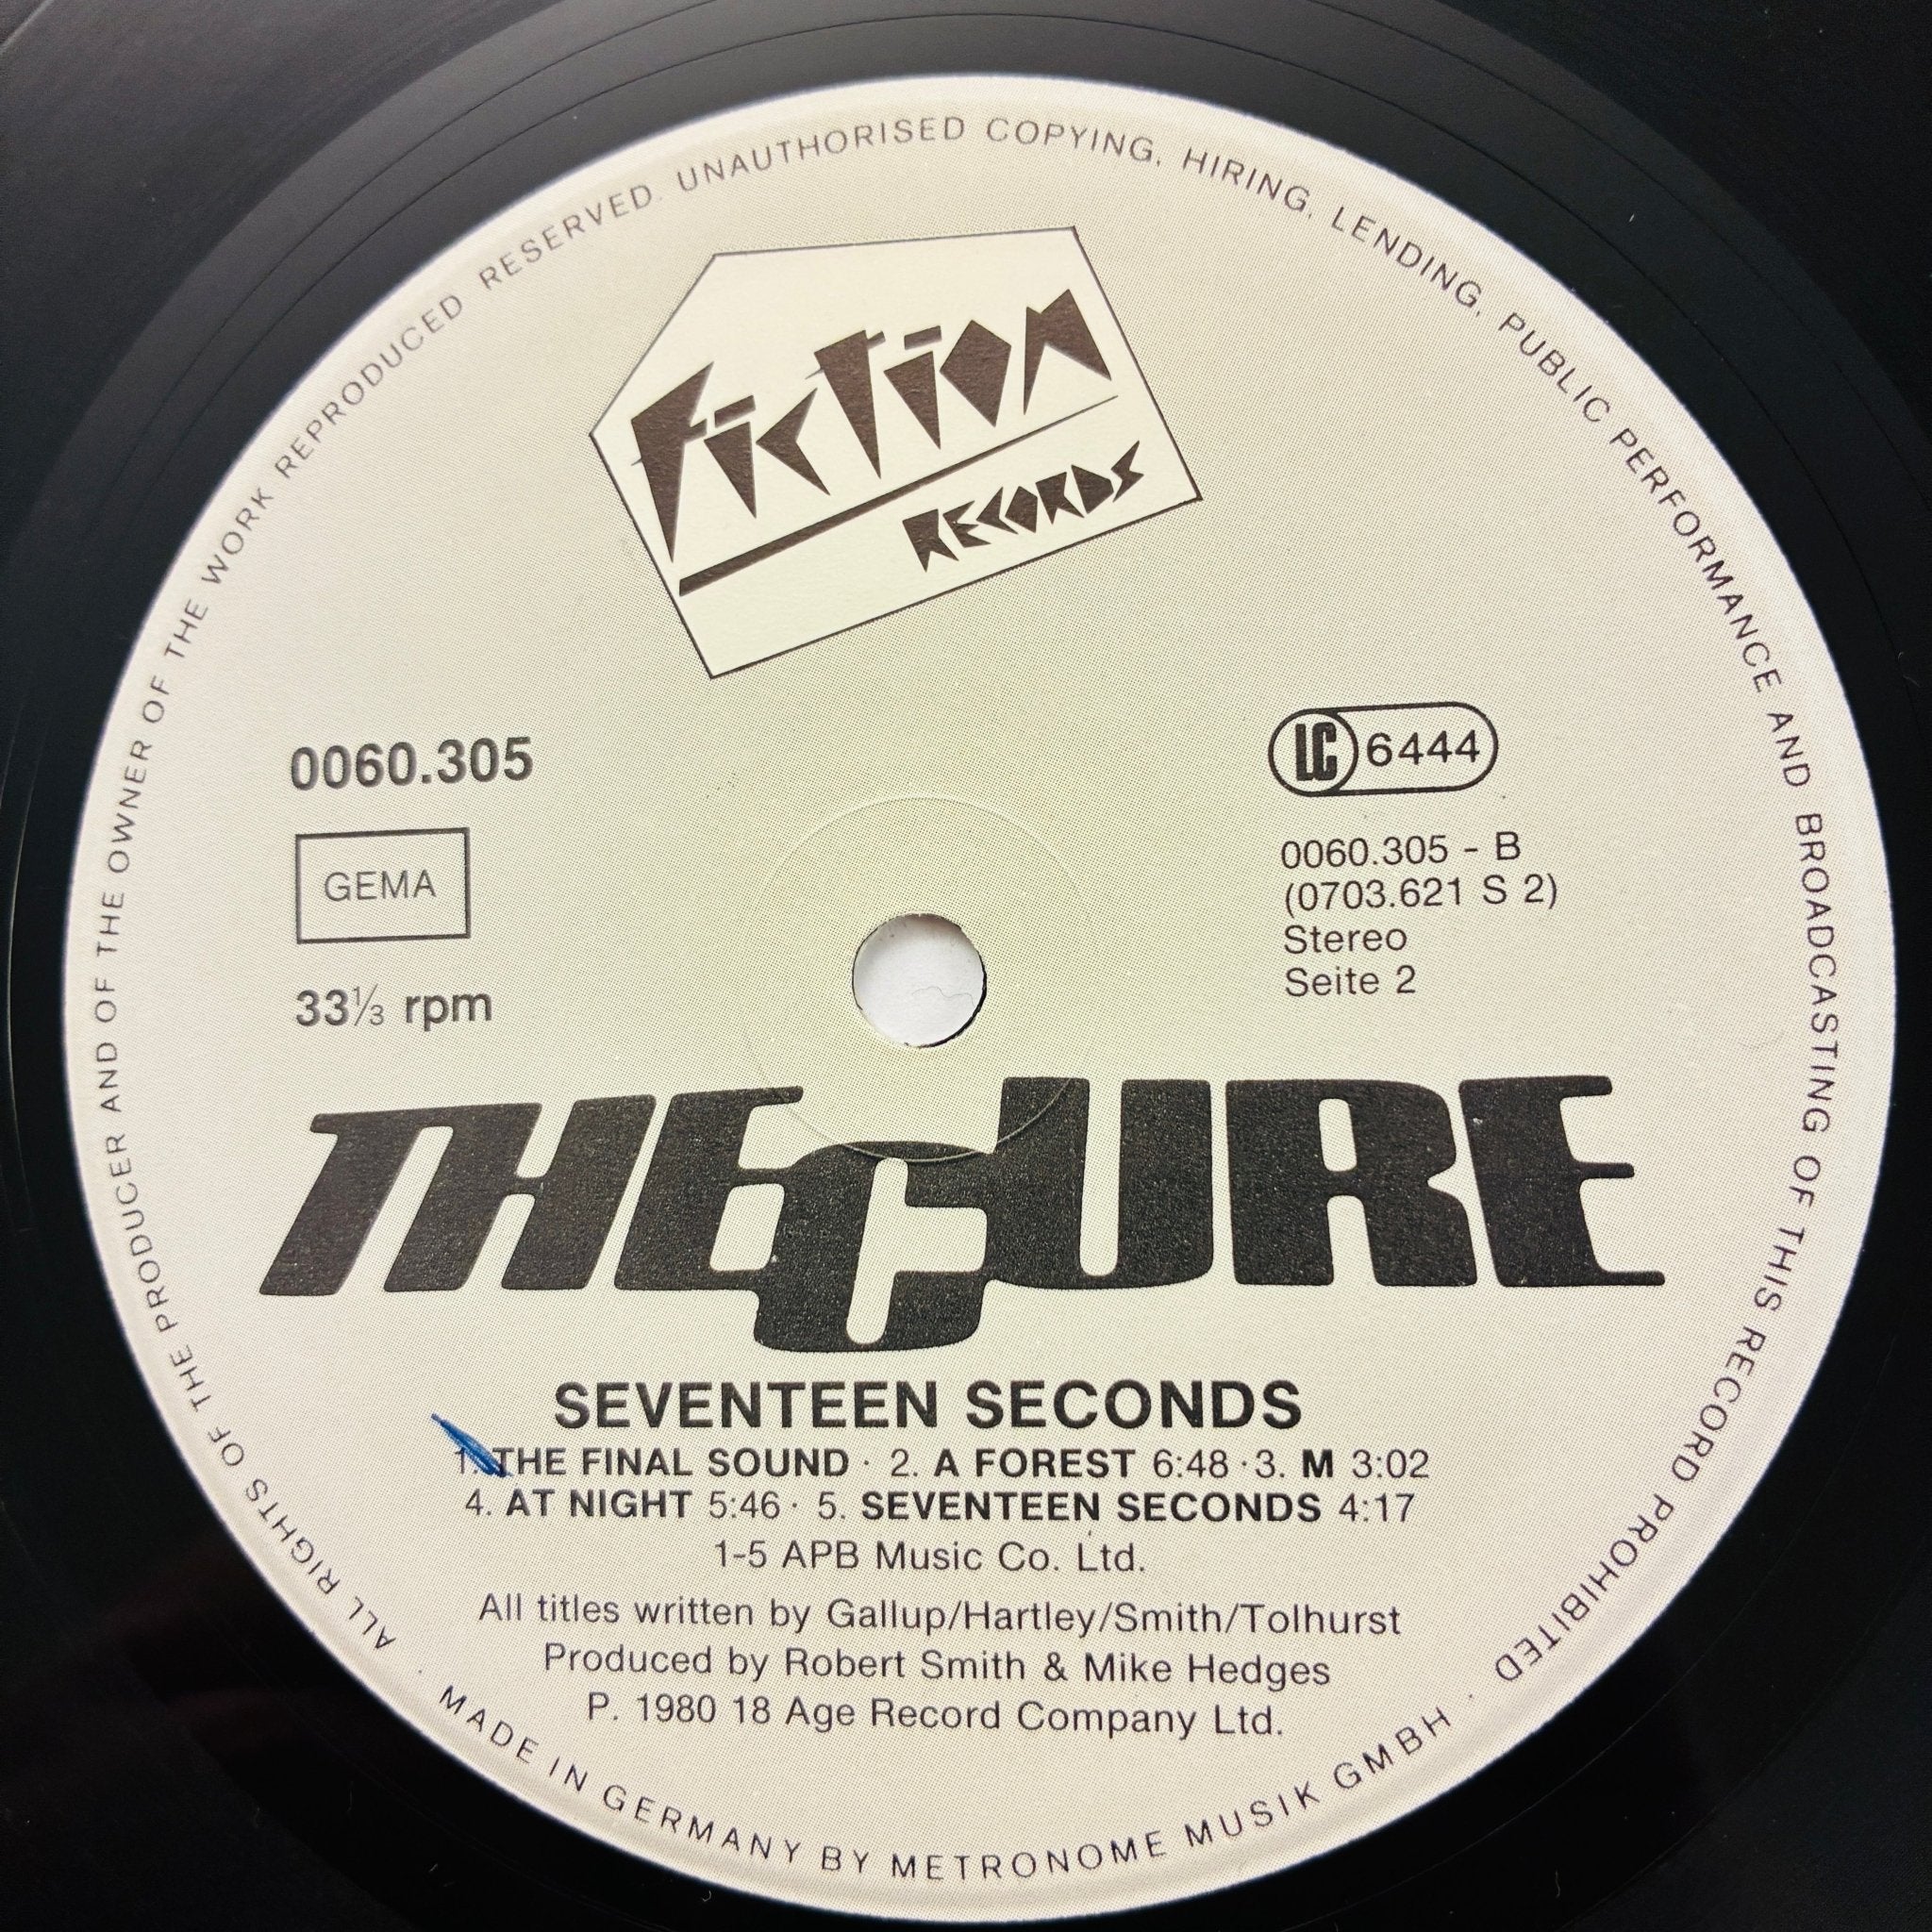 ALL RIGHTS OF THE PRODUCER AND OF THE OWNER OF THE WORK REPRODUCED RESERVED. UNAUTHORISED COPYING, HIRING, LENDING, PUBLIC PERFORMANCE AND BROADCASTING OF THIS RECORD PROHIBITED
Fiction
RECORDS
0060.305
GEMA
33⅓ rpm
LC 6444
0060.305 - B
(0703.621 S 2)
Stereo
Seite 2
THE CURE
SEVENTEEN SECONDS
1. THE FINAL SOUND · 2. A FOREST 6:48 · 3. M 3:02
4. AT NIGHT 5:46 · 5. SEVENTEEN SECONDS 4:17
1-5 APB Music Co. Ltd.
All titles written by Gallup/Hartley/Smith/Tolhurst
Produced by Robert Smith & Mike Hedges
P. 1980 18 Age Record Company Ltd.
· MADE IN GERMANY BY METRONOME MUSIK GMBH ·